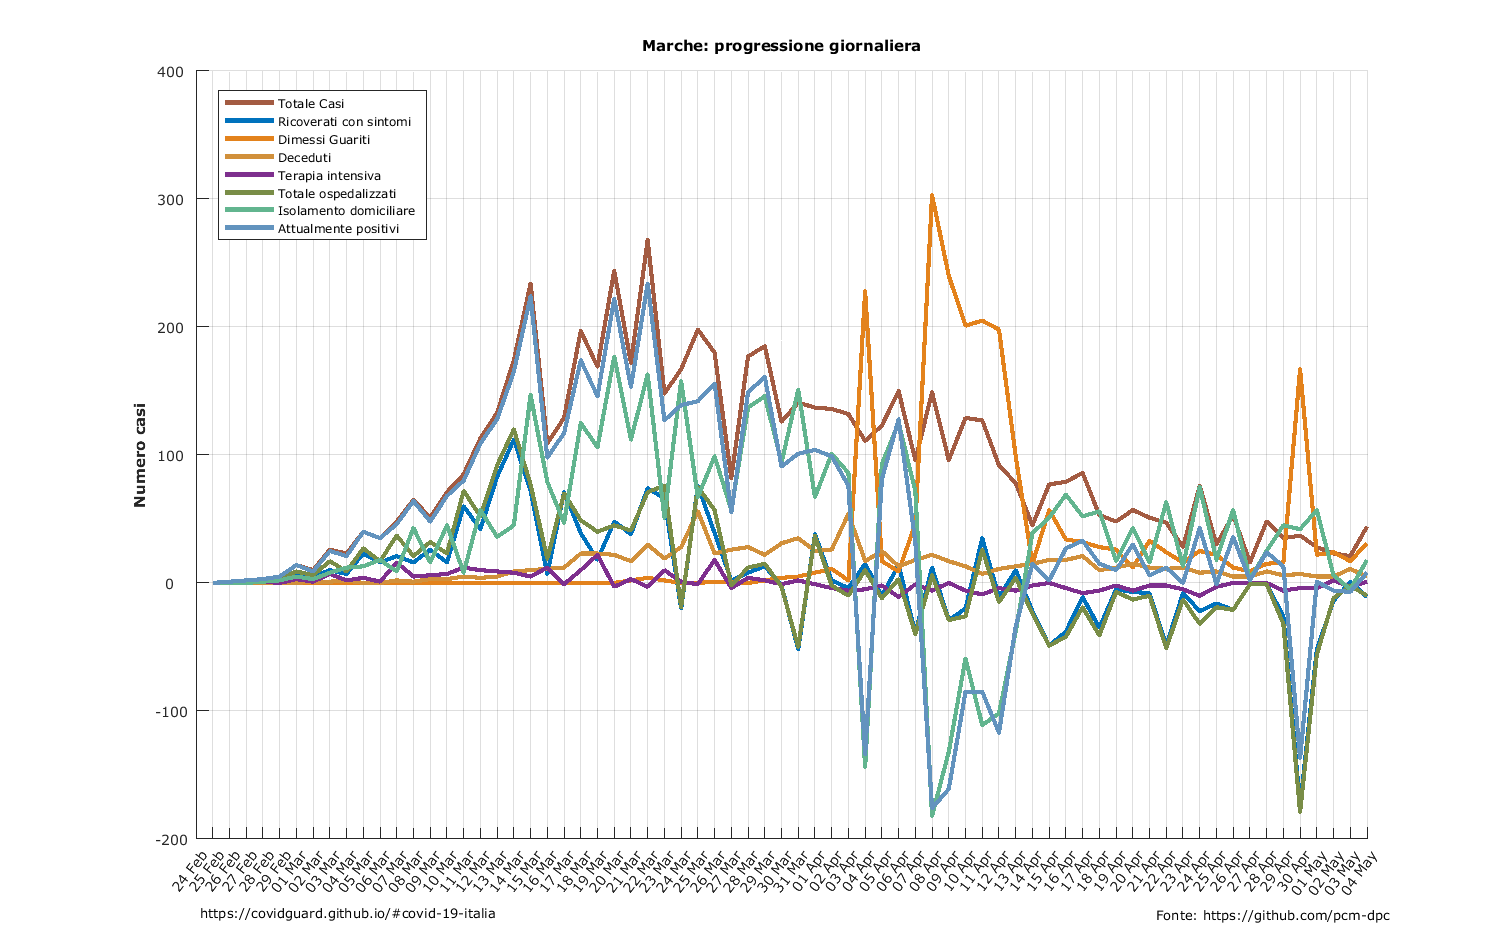 Marche: progressione giornaliera
400
300
200
100
0
-100
-200
Numero casi
Totale Casi
Ricoverati con sintomi
Dimessi Guariti
Deceduti
Terapia intensiva
Totale ospedalizzati
Isolamento domiciliare
Attualmente positivi
24 Feb
25 Feb
26 Feb
27 Feb
28 Feb
29 Feb
01 Mar
02 Mar
03 Mar
04 Mar
05 Mar
06 Mar
07 Mar
08 Mar
09 Mar
10 Mar
11 Mar
12 Mar
13 Mar
14 Mar
15 Mar
16 Mar
17 Mar
18 Mar
19 Mar
20 Mar
21 Mar
22 Mar
23 Mar
24 Mar
25 Mar
26 Mar
27 Mar
28 Mar
29 Mar
30 Mar
31 Mar
01 Apr
02 Apr
03 Apr
04 Apr
05 Apr
06 Apr
07 Apr
08 Apr
09 Apr
10 Apr
11 Apr
12 Apr
13 Apr
14 Apr
15 Apr
16 Apr
17 Apr
18 Apr
19 Apr
20 Apr
21 Apr
22 Apr
23 Apr
24 Apr
25 Apr
26 Apr
27 Apr
28 Apr
29 Apr
30 Apr
01 May
02 May
03 May
04 May
https://covidguard.github.io/#covid-19-italia
Fonte: https://github.com/pcm-dpc